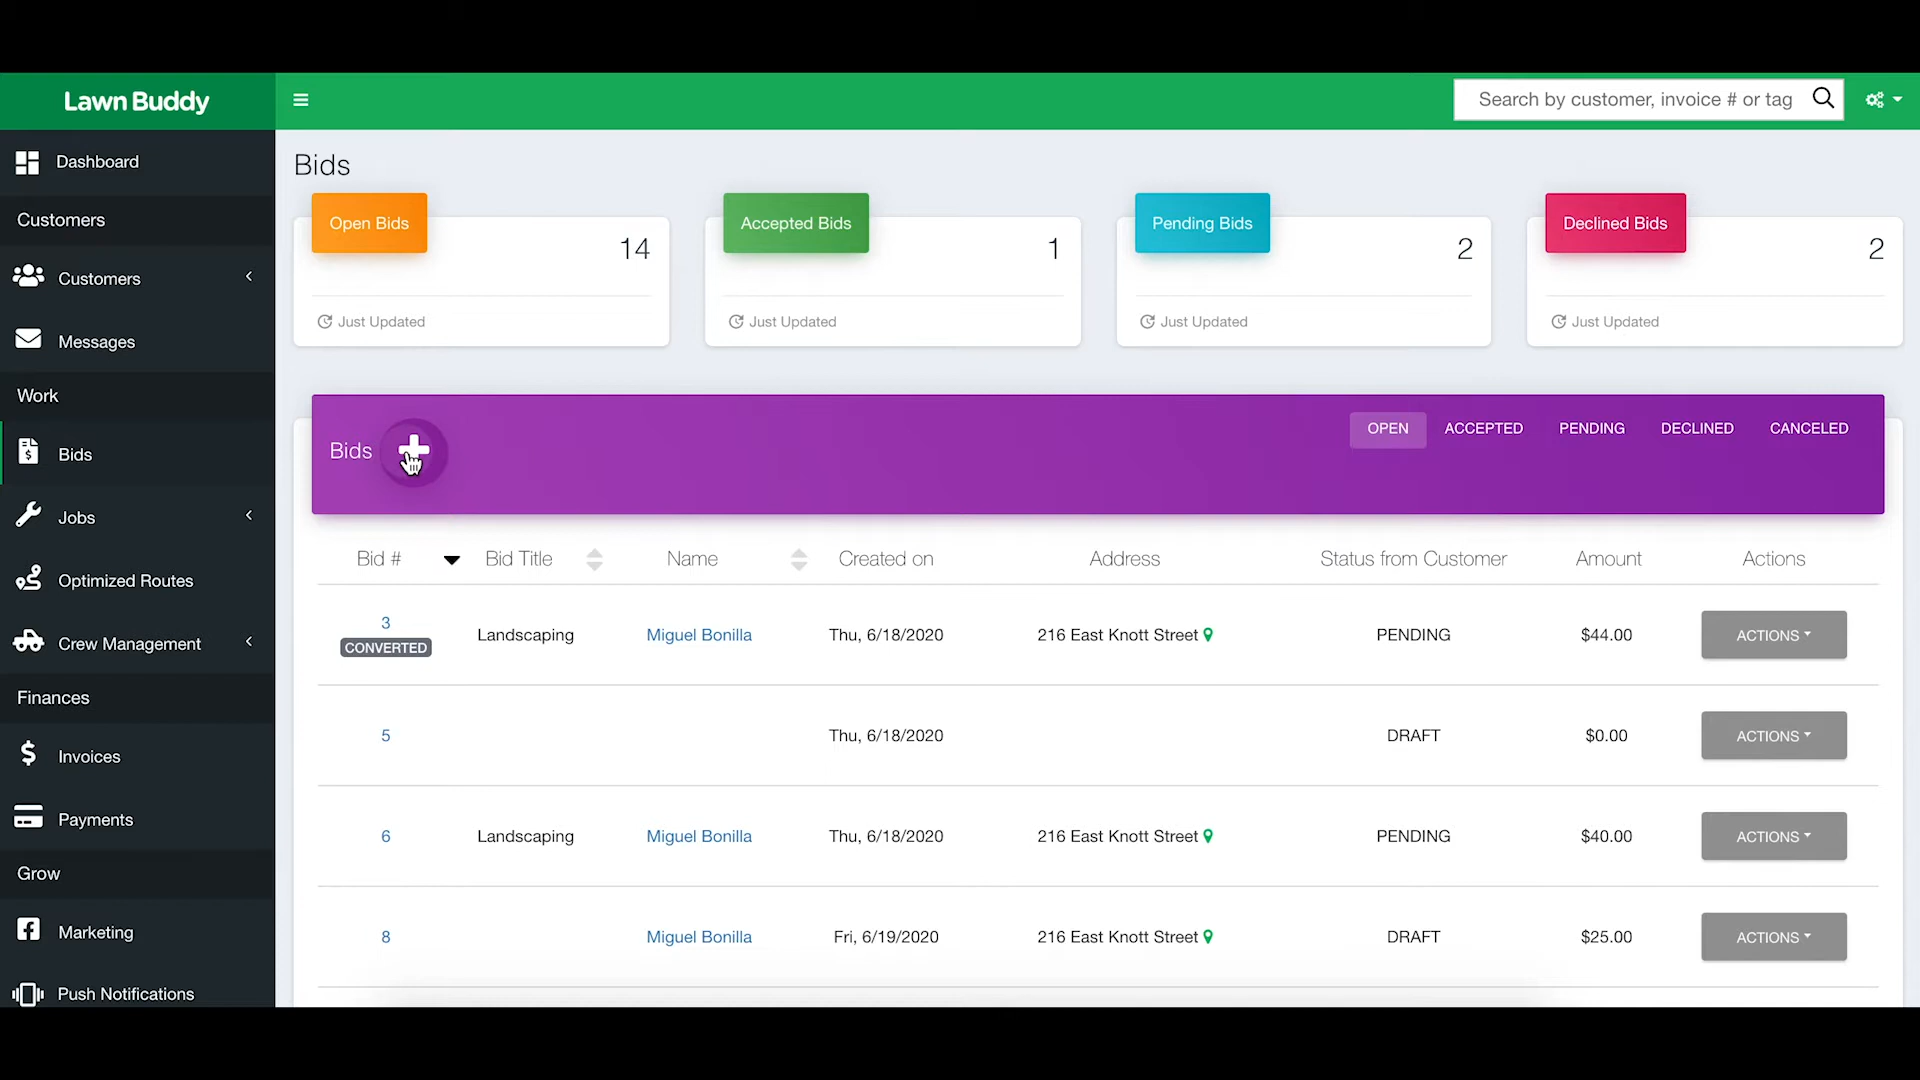 Lawn Buddy
Search by customer, invoice # or tag
Dashboard
Customers
Customers
Messages
Work
Bids
Jobs
Optimized Routes
Crew Management
Finances
Invoices
Payments
Grow
Marketing
Push Notifications
Bids
Open Bids
14
Just Updated
Accepted Bids
1
Just Updated
Pending Bids
2
Just Updated
Declined Bids
2
Just Updated
Bids
OPEN ACCEPTED PENDING DECLINED CANCELED
Bid # Bid Title Name Created on Address Status from Customer Amount Actions
3 CONVERTED Landscaping Miguel Bonilla Thu, 6/18/2020 216 East Knott Street PENDING $44.00 ACTIONS
5 Thu, 6/18/2020 DRAFT $0.00 ACTIONS
6 Landscaping Miguel Bonilla Thu, 6/18/2020 216 East Knott Street PENDING $40.00 ACTIONS
8 Miguel Bonilla Fri, 6/19/2020 216 East Knott Street DRAFT $25.00 ACTIONS